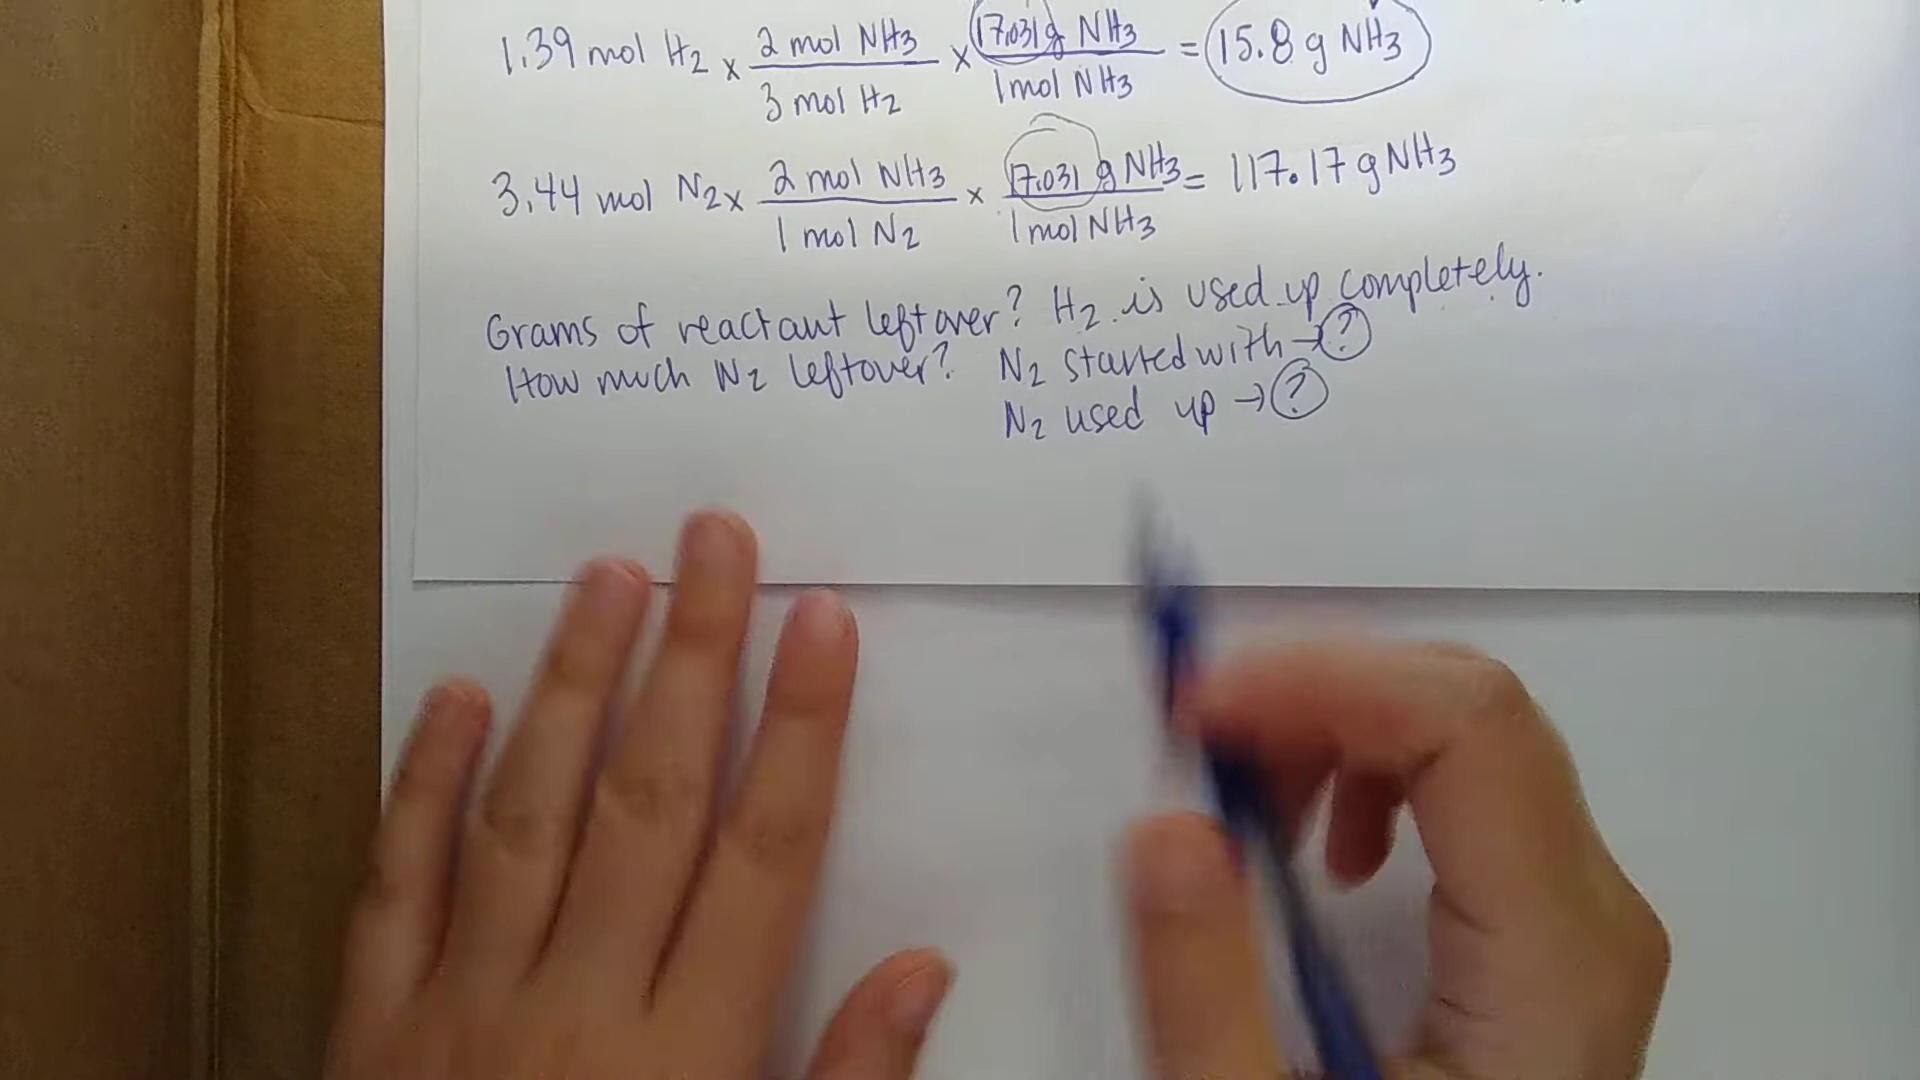 1.39 mol H2 x 2 mol NH3 / 3 mol H2 x 17.031 g NH3 / 1 mol NH3 = 15.8 g NH3
3.44 mol N2 x 2 mol NH3 / 1 mol N2 x 17.031 g NH3 / 1 mol NH3 = 117.17 g NH3
Grams of reactant leftover? H2 is used up completely.
How much N2 leftover? N2 started with → ?
N2 used up → ?